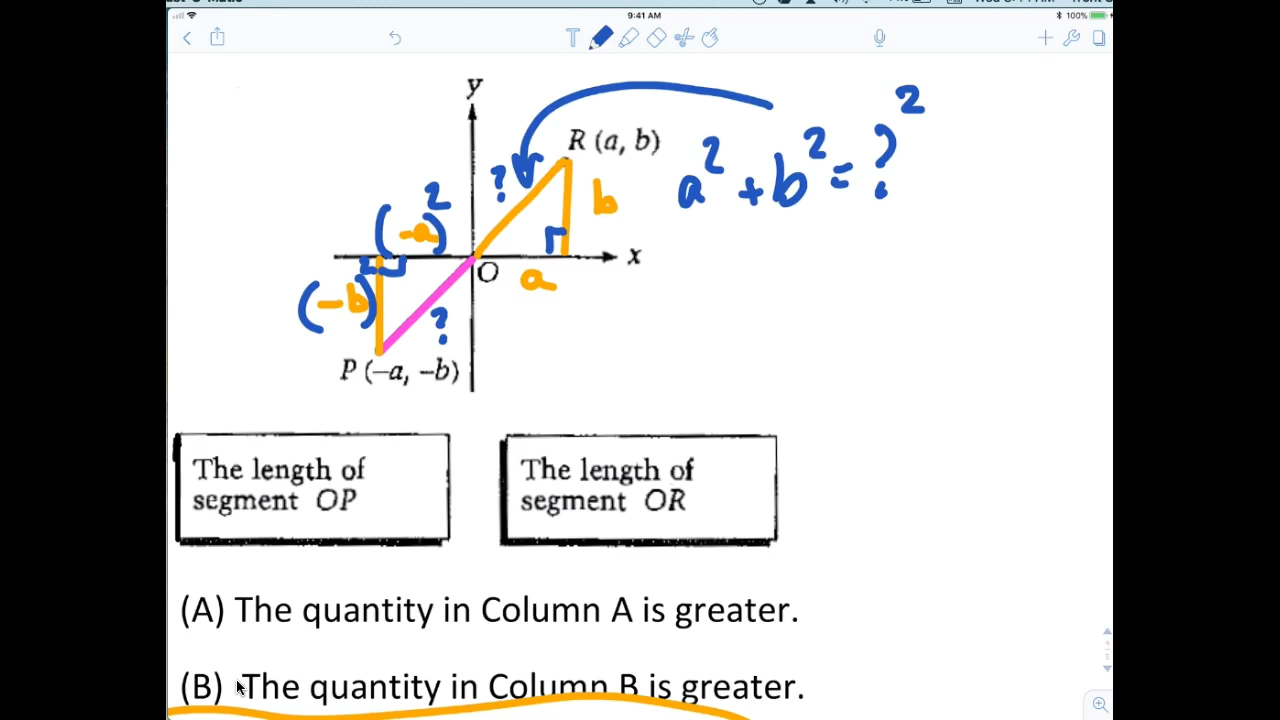 9:41 AM
100%
T
y
R (a, b)
a² + b² = ?²
?
b
(-a)²
x
O
a
(-b)²
?
P (−a, −b)
The length of
segment OP
The length of
segment OR
(A) The quantity in Column A is greater.
(B) The quantity in Column B is greater.